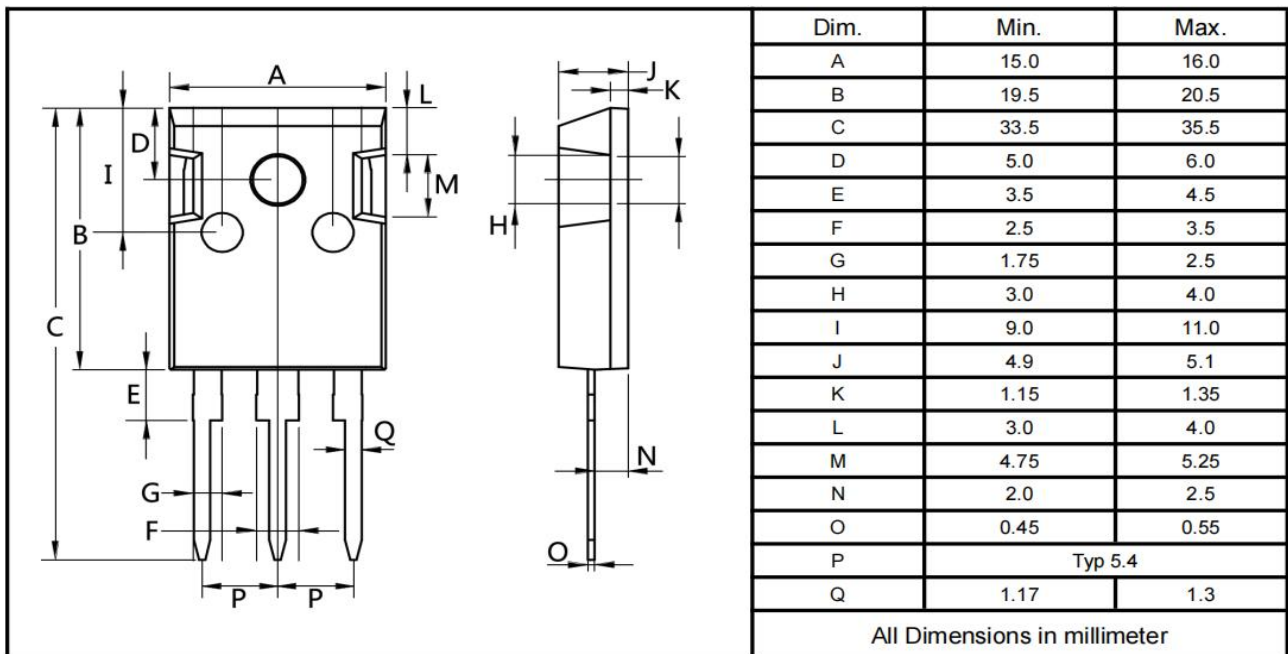 A
L
J
K
D
I
M
H
B
C
E
Q
N
G
F
O
P P
Dim. Min. Max.
A 15.0 16.0
B 19.5 20.5
C 33.5 35.5
D 5.0 6.0
E 3.5 4.5
F 2.5 3.5
G 1.75 2.5
H 3.0 4.0
I 9.0 11.0
J 4.9 5.1
K 1.15 1.35
L 3.0 4.0
M 4.75 5.25
N 2.0 2.5
O 0.45 0.55
P Typ 5.4
Q 1.17 1.3
All Dimensions in millimeter